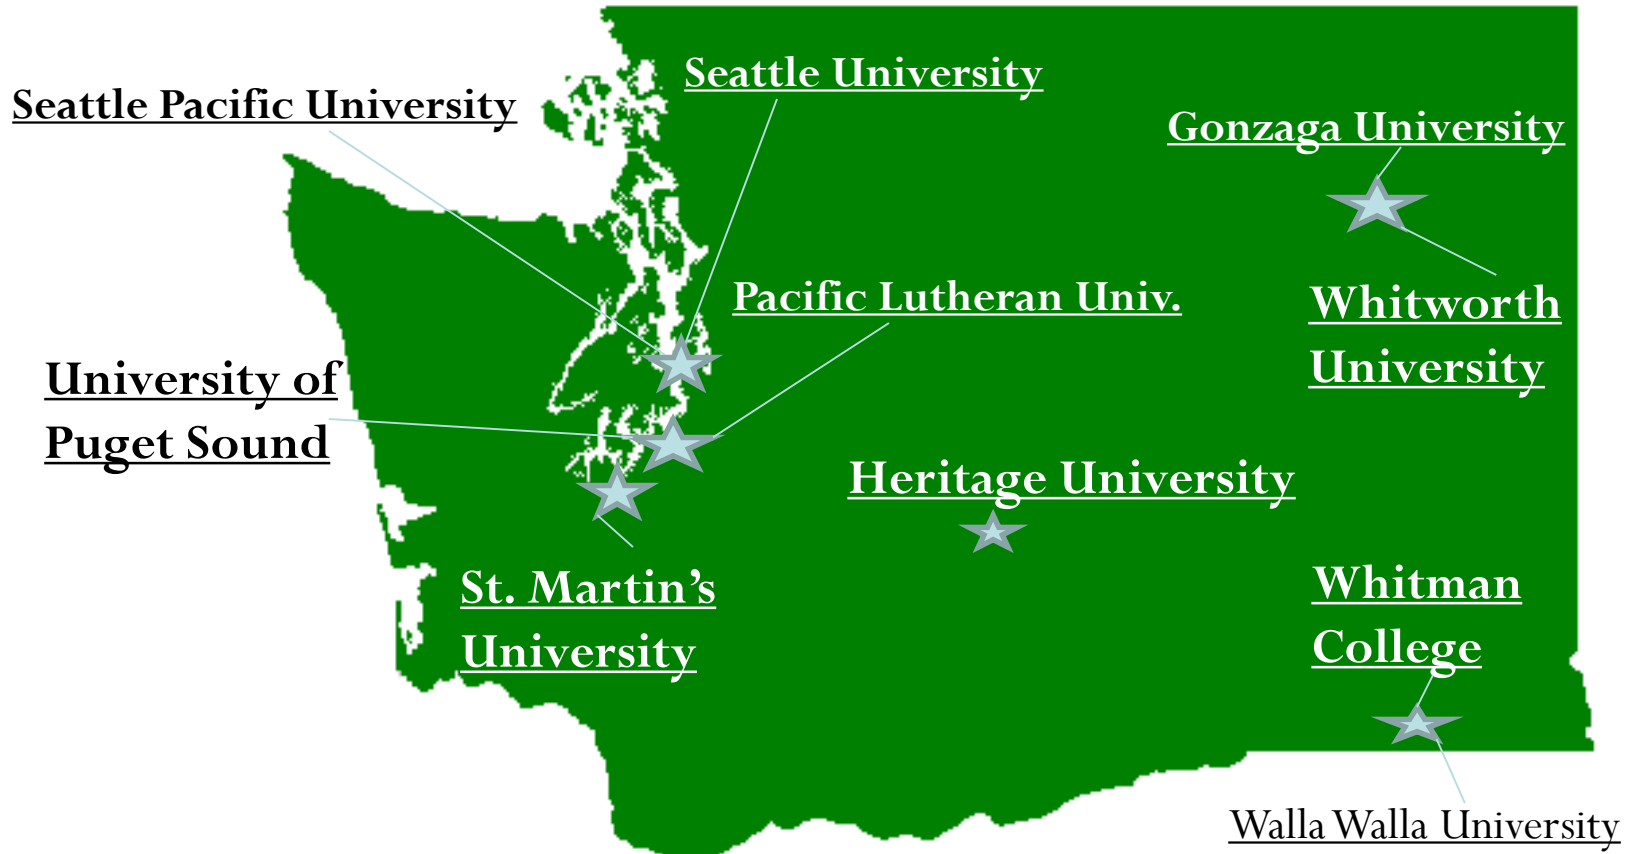 Seattle University
Seattle Pacific University
Gonzaga University
Pacific Lutheran Univ.
Whitworth
University
University of
Puget Sound
Heritage University
St. Martin’s
University
Whitman
College
Walla Walla University